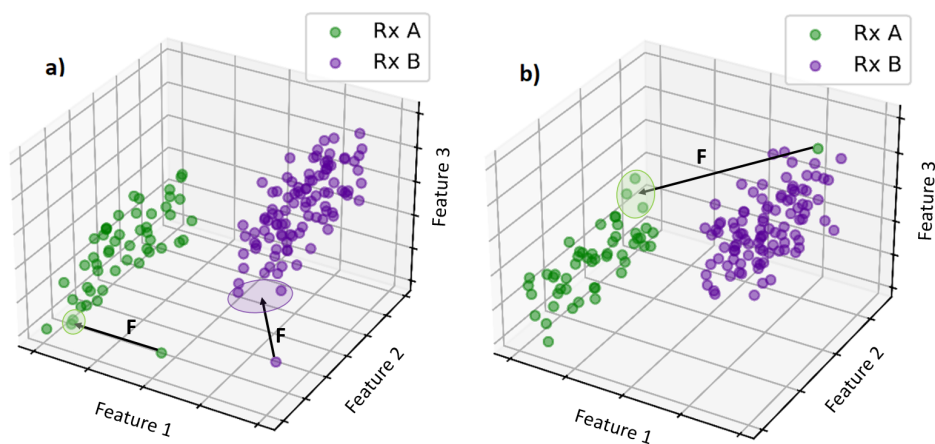 a)
Rx A
Rx B
F
F
Feature 1
Feature 2
Feature 3
b)
Rx A
Rx B
F
Feature 1
Feature 2
Feature 3